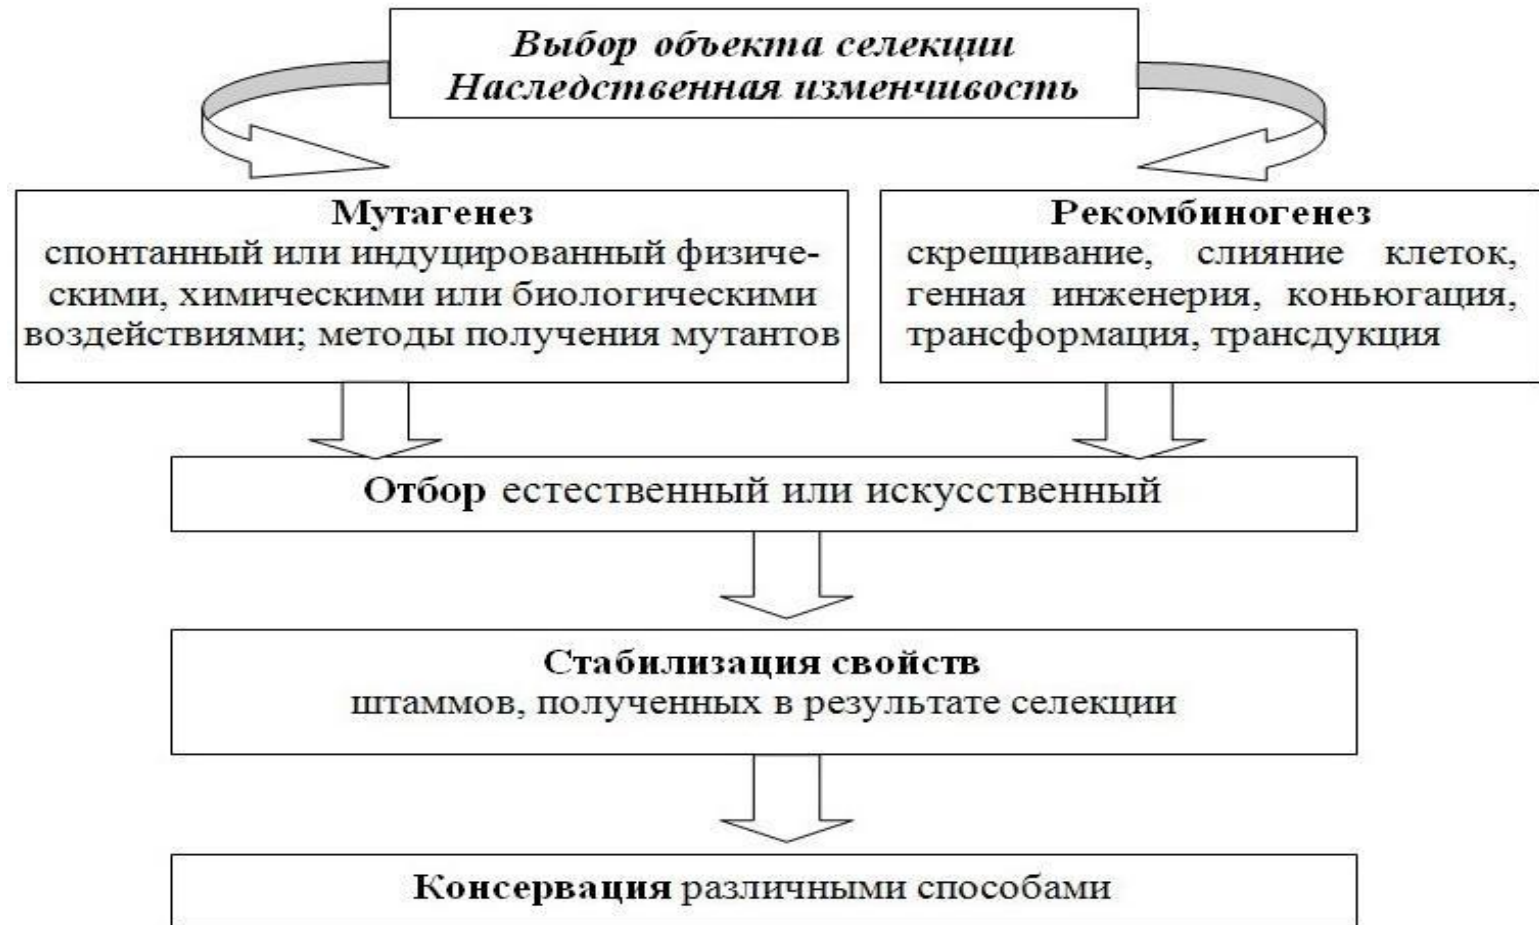 Выбор объекта селекции
Наследственная изменчивость
Мутагенез
спонтанный или индуцированный физиче-
скими, химическими или биологическими
воздействиями; методы получения мутантов
Рекомбиногенез
скрещивание, слияние клеток,
генная инженерия, коньюгация,
трансформация, трансдукция
Отбор естественный или искусственный
Стабилизация свойств
штаммов, полученных в результате селекции
Консервация различными способами